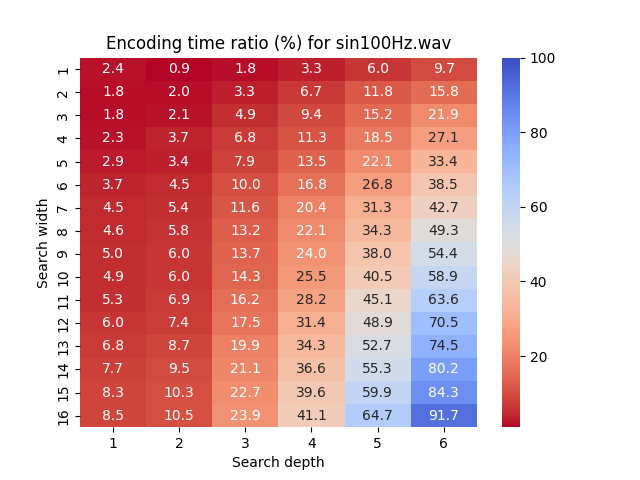 Encoding time ratio (%) for sin100Hz.wav
1 2.4 0.9 1.8 3.3 6.0 9.7
2 1.8 2.0 3.3 6.7 11.8 15.8
3 1.8 2.1 4.9 9.4 15.2 21.9
4 2.3 3.7 6.8 11.3 18.5 27.1
5 2.9 3.4 7.9 13.5 22.1 33.4
6 3.7 4.5 10.0 16.8 26.8 38.5
7 4.5 5.4 11.6 20.4 31.3 42.7
8 4.6 5.8 13.2 22.1 34.3 49.3
9 5.0 6.0 13.7 24.0 38.0 54.4
10 4.9 6.0 14.3 25.5 40.5 58.9
11 5.3 6.9 16.2 28.2 45.1 63.6
12 6.0 7.4 17.5 31.4 48.9 70.5
13 6.8 8.7 19.9 34.3 52.7 74.5
14 7.7 9.5 21.1 36.6 55.3 80.2
15 8.3 10.3 22.7 39.6 59.9 84.3
16 8.5 10.5 23.9 41.1 64.7 91.7
1 2 3 4 5 6
Search depth
Search width
100
80
60
40
20